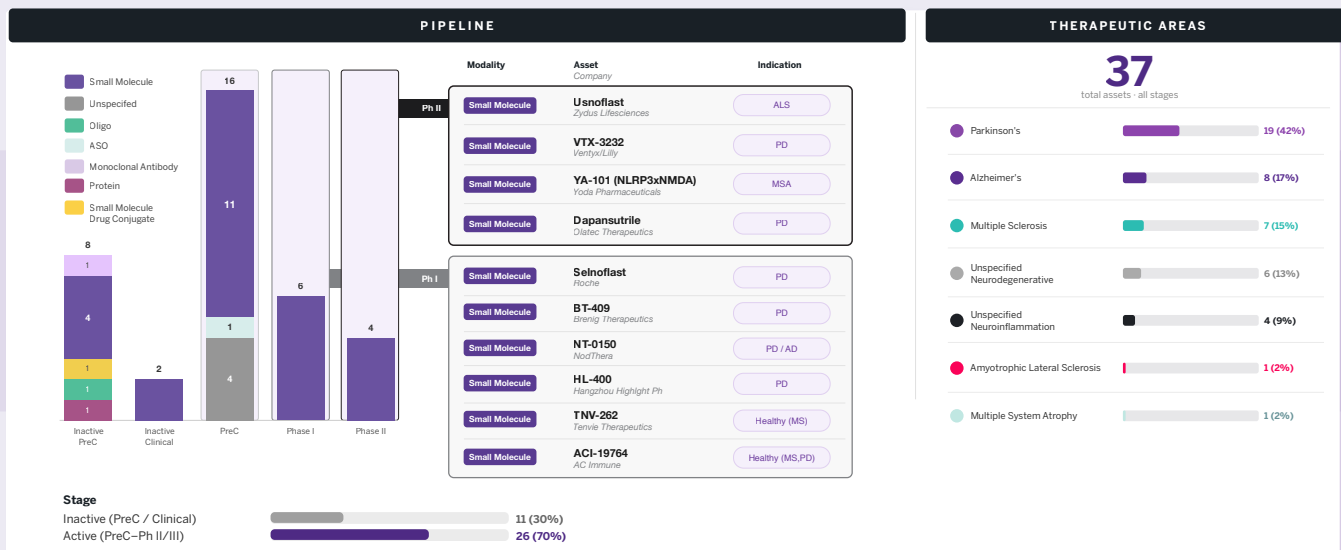 PIPELINE
Small Molecule
Unspecifed
Oligo
ASO
Monoclonal Antibody
Protein
Small Molecule
Drug Conjugate
8
1
4
1
1
1
2
16
11
1
4
6
4
Inactive
PreC
Inactive
Clinical
PreC
Phase I
Phase II
Ph II
Ph I
Modality
Asset
Company
Indication
Small Molecule
Usnoflast
Zydus Lifesciences
ALS
Small Molecule
VTX-3232
Ventyx/Lilly
PD
Small Molecule
YA-101 (NLRP3xNMDA)
Yoda Pharmaceuticals
MSA
Small Molecule
Dapansutrile
Olatec Therapeutics
PD
Small Molecule
Selnoflast
Roche
PD
Small Molecule
BT-409
Brenig Therapeutics
PD
Small Molecule
NT-0150
NodThera
PD / AD
Small Molecule
HL-400
Hangzhou Highlght Ph
PD
Small Molecule
TNV-262
Tenvie Therapeutics
Healthy (MS)
Small Molecule
ACI-19764
AC Immune
Healthy (MS,PD)
Stage
Inactive (PreC / Clinical)
11 (30%)
Active (PreC–Ph II/III)
26 (70%)
THERAPEUTIC AREAS
37
total assets · all stages
Parkinson's
19 (42%)
Alzheimer's
8 (17%)
Multiple Sclerosis
7 (15%)
Unspecified
Neurodegenerative
6 (13%)
Unspecified
Neuroinflammation
4 (9%)
Amyotrophic Lateral Sclerosis
1 (2%)
Multiple System Atrophy
1 (2%)